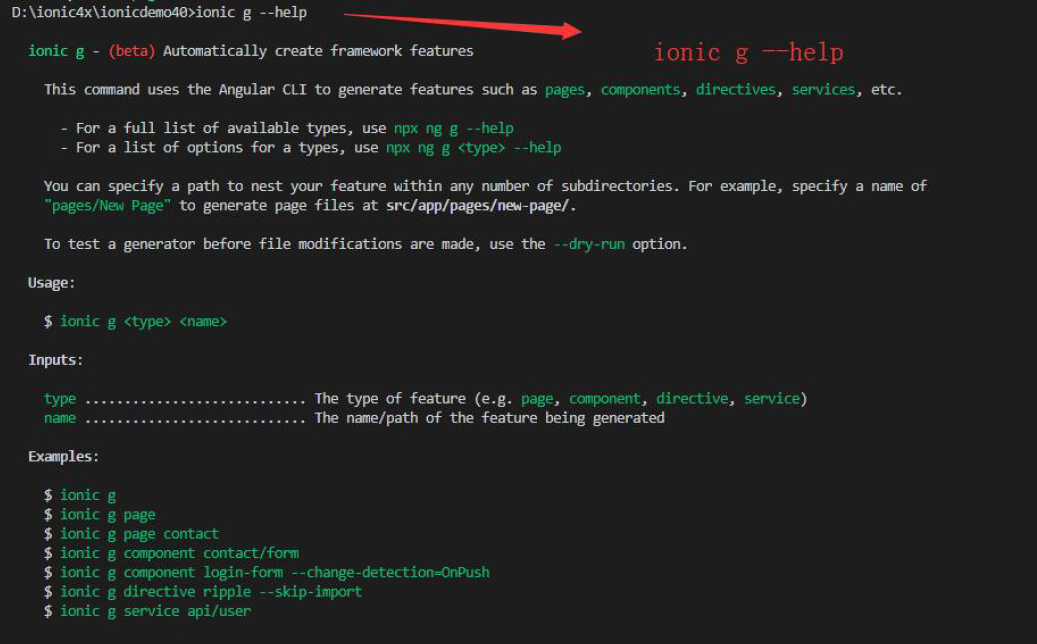 D:\ionic4x\ionicdemo40>ionic g --help
ionic g --help
ionic g - (beta) Automatically create framework features
This command uses the Angular CLI to generate features such as pages, components, directives, services, etc.
- For a full list of available types, use npx ng g --help
- For a list of options for a types, use npx ng g <type> --help
You can specify a path to nest your feature within any number of subdirectories. For example, specify a name of
"pages/New Page" to generate page files at src/app/pages/new-page/.
To test a generator before file modifications are made, use the --dry-run option.
Usage:
$ ionic g <type> <name>
Inputs:
type ............................ The type of feature (e.g. page, component, directive, service)
name ............................ The name/path of the feature being generated
Examples:
$ ionic g
$ ionic g page
$ ionic g page contact
$ ionic g component contact/form
$ ionic g component login-form --change-detection=OnPush
$ ionic g directive ripple --skip-import
$ ionic g service api/user